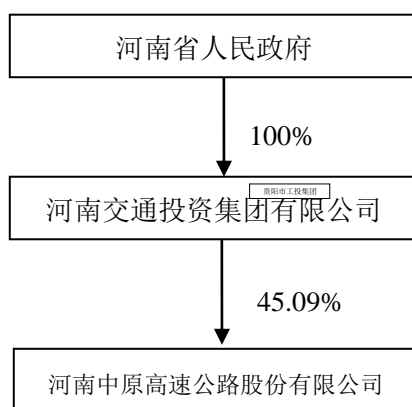 河南省人民政府
100%
贵阳市工投集团
河南交通投资集团有限公司
45.09%
河南中原高速公路股份有限公司